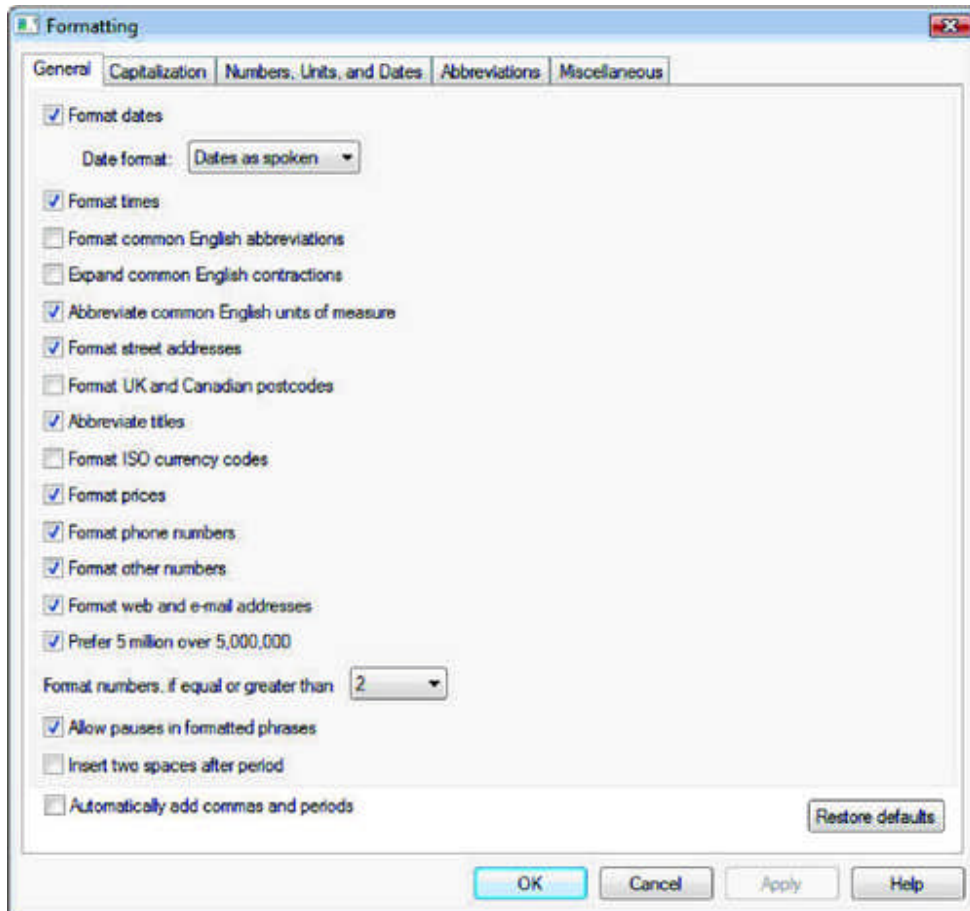 Formatting
General Capitalization Numbers, Units, and Dates Abbreviations Miscellaneous
Format dates
Date format: Dates as spoken
Format times
Format common English abbreviations
Expand common English contractions
Abbreviate common English units of measure
Format street addresses
Format UK and Canadian postcodes
Abbreviate titles
Format ISO currency codes
Format prices
Format phone numbers
Format other numbers
Format web and e-mail addresses
Prefer 5 million over 5,000,000
Format numbers, if equal or greater than 2
Allow pauses in formatted phrases
Insert two spaces after period
Automatically add commas and periods
Restore defaults
OK Cancel Apply Help